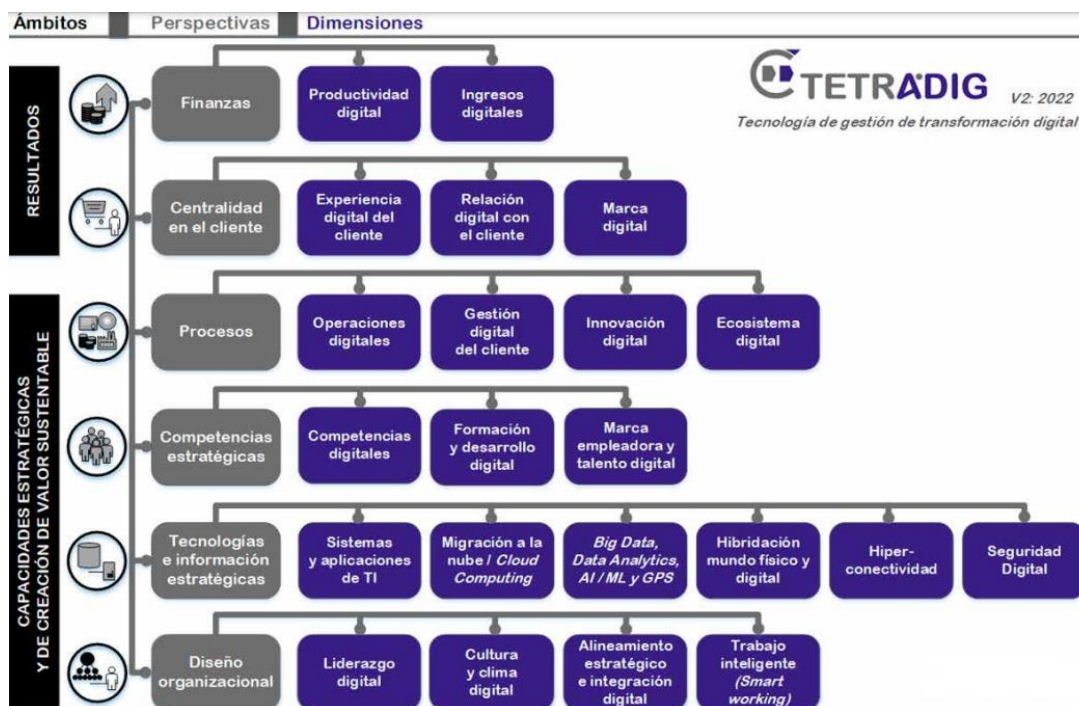 Ámbitos Perspectivas Dimensiones
TETRÁDIG V2: 2022
Tecnología de gestión de transformación digital
RESULTADOS
Finanzas
Productividad
digital
Ingresos
digitales
Centralidad
en el cliente
Experiencia
digital del
cliente
Relación
digital con
el cliente
Marca
digital
CAPACIDADES ESTRATÉGICAS
Y DE CREACIÓN DE VALOR SUSTENTABLE
Procesos
Operaciones
digitales
Gestión
digital
del cliente
Innovación
digital
Ecosistema
digital
Competencias
estratégicas
Competencias
digitales
Formación
y desarrollo
digital
Marca
empleadora y
talento digital
Tecnologías
e información
estratégicas
Sistemas
y aplicaciones
de TI
Migración a la
nube / Cloud
Computing
Big Data,
Data Analytics,
AI / ML y GPS
Hibridación
mundo físico y
digital
Hiper-
conectividad
Seguridad
Digital
Diseño
organizacional
Liderazgo
digital
Cultura
y clima
digital
Alineamiento
estratégico
e integración
digital
Trabajo
inteligente
(Smart
working)